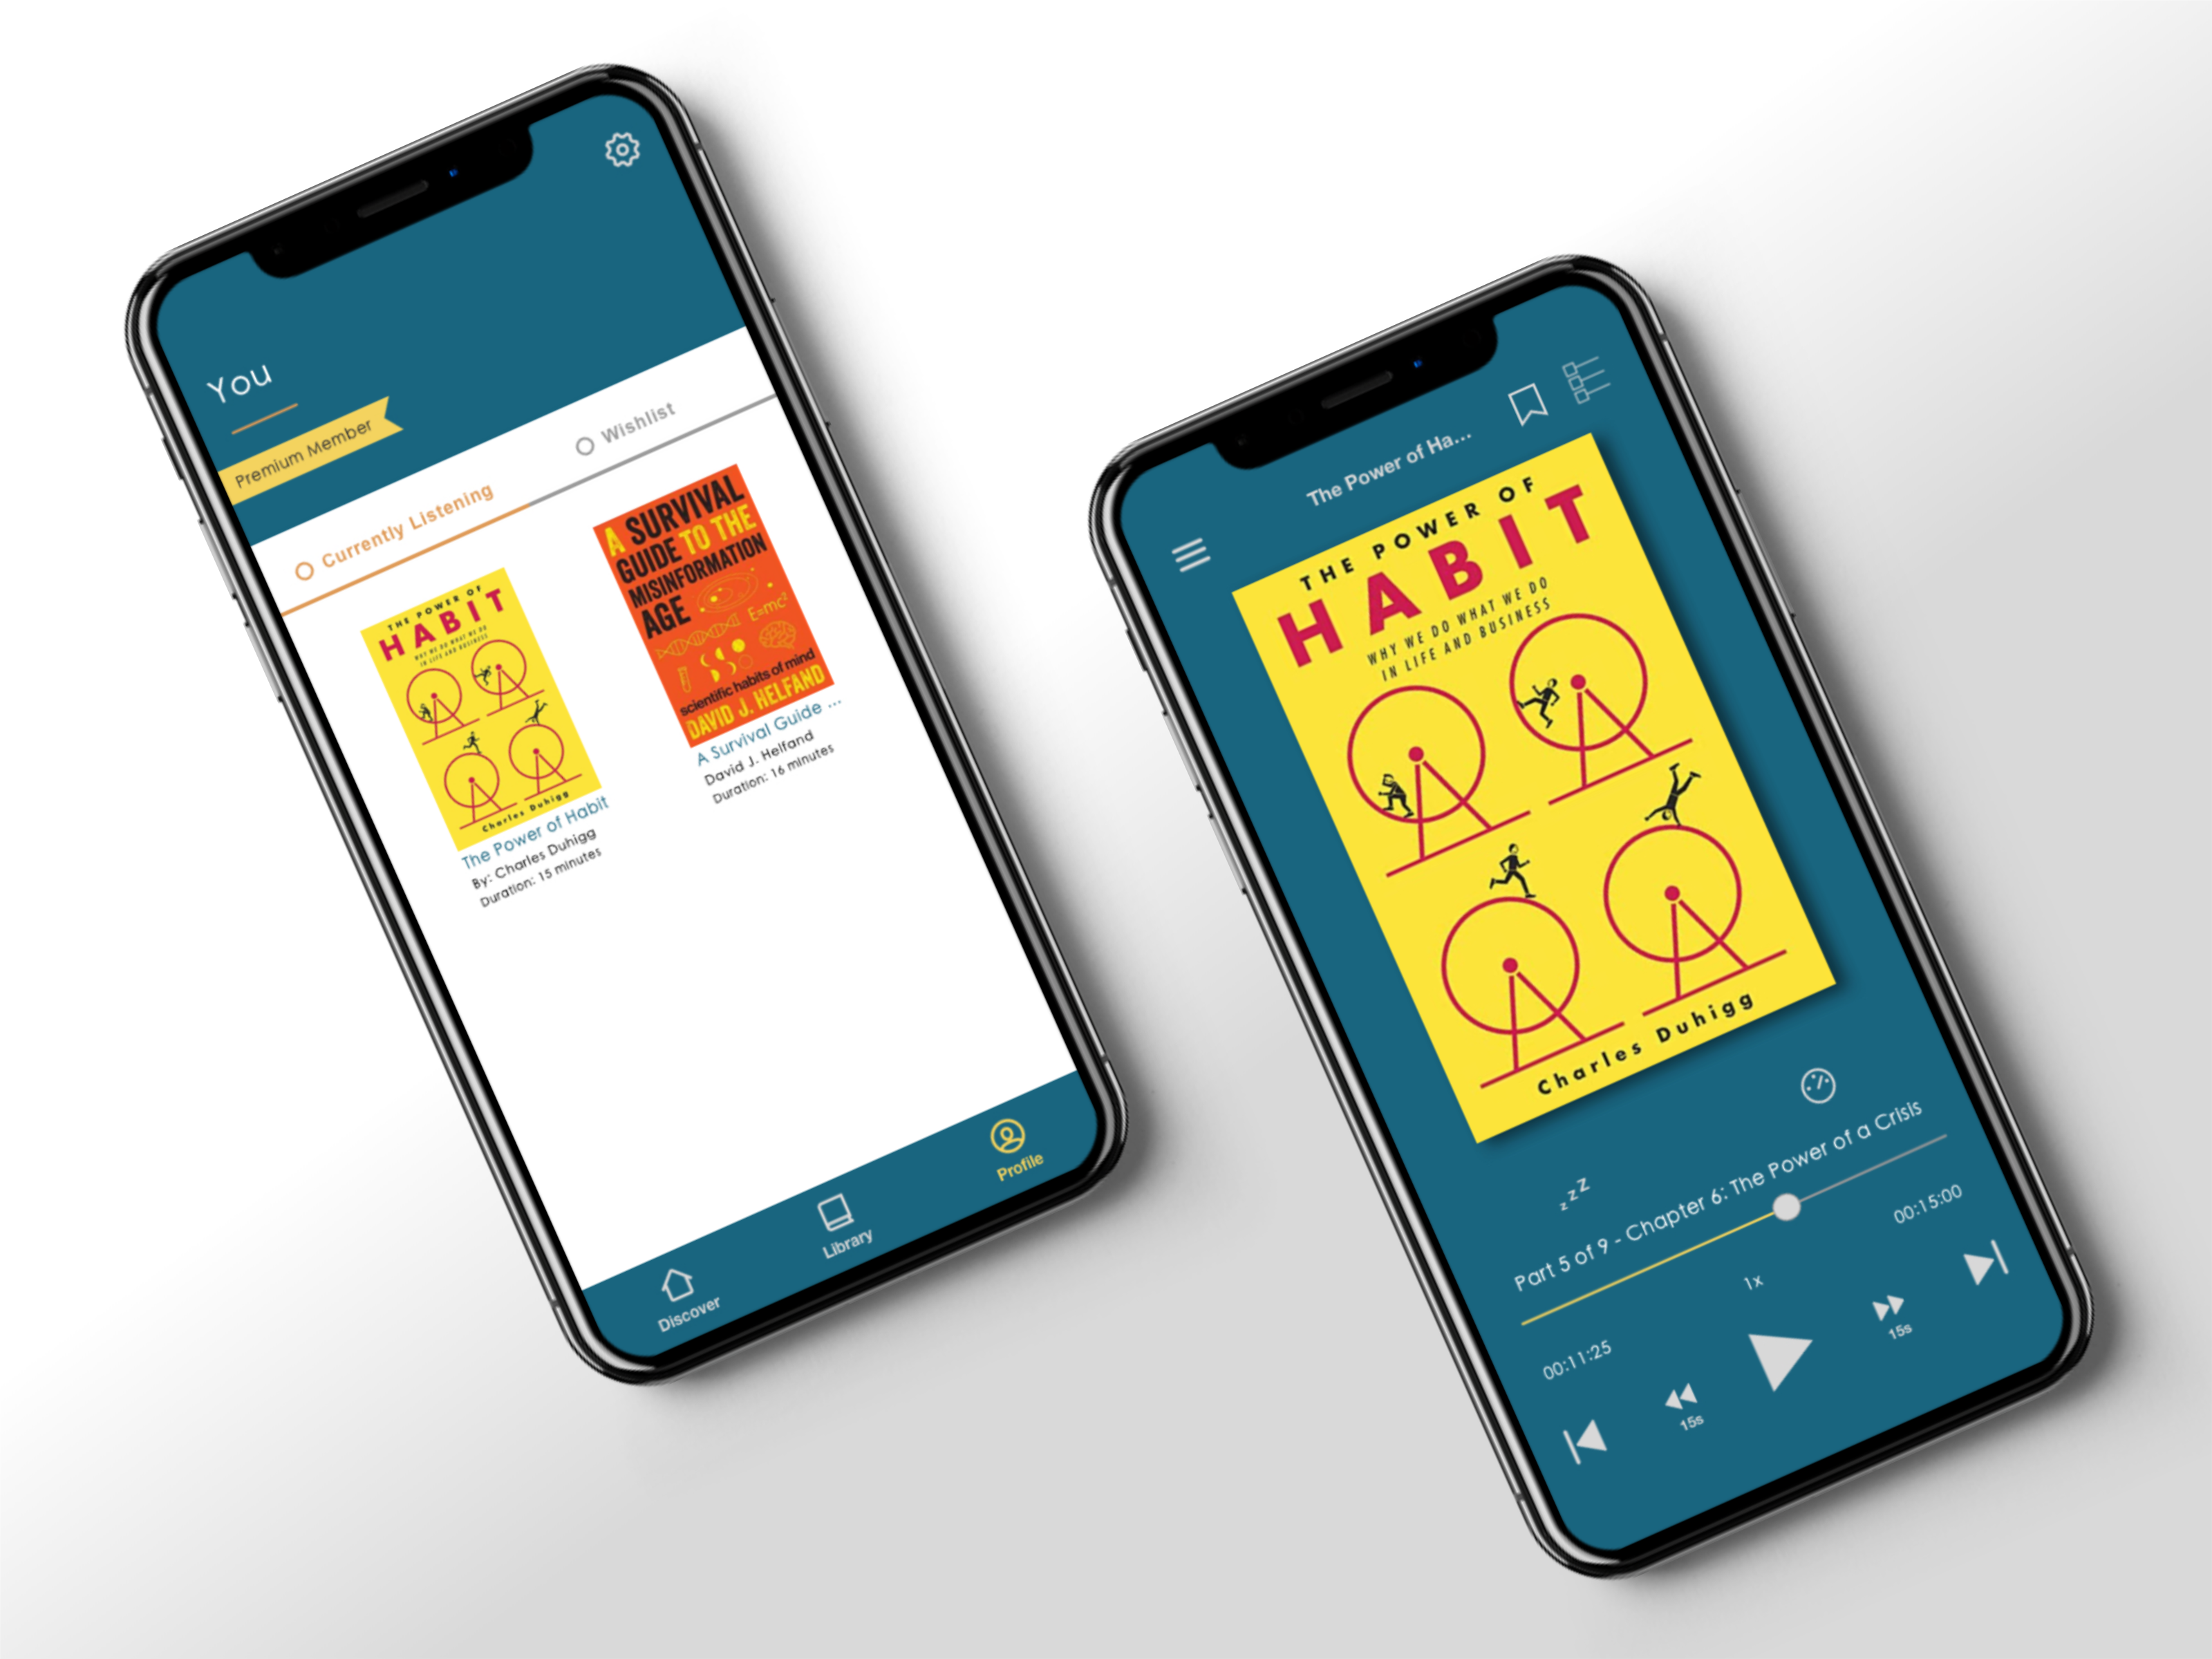 You
Premium Member
Currently Listening
Wishlist
THE POWER OF
HABIT
WHY WE DO WHAT WE DO
IN LIFE AND BUSINESS
Charles Duhigg
The Power of Habit
By: Charles Duhigg
Duration: 15 minutes
A SURVIVAL
GUIDE TO THE
MISINFORMATION
AGE
E=mc²
scientific habits of mind
DAVID J. HELFAND
A Survival Guide ...
David J. Helfand
Duration: 16 minutes
Discover
Library
Profile
The Power of Ha...
THE POWER OF
HABIT
WHY WE DO WHAT WE DO
IN LIFE AND BUSINESS
Charles Duhigg
z z Z
Part 5 of 9 - Chapter 6: The Power of a Crisis
00:11:25
1x
00:15:00
15s
15s